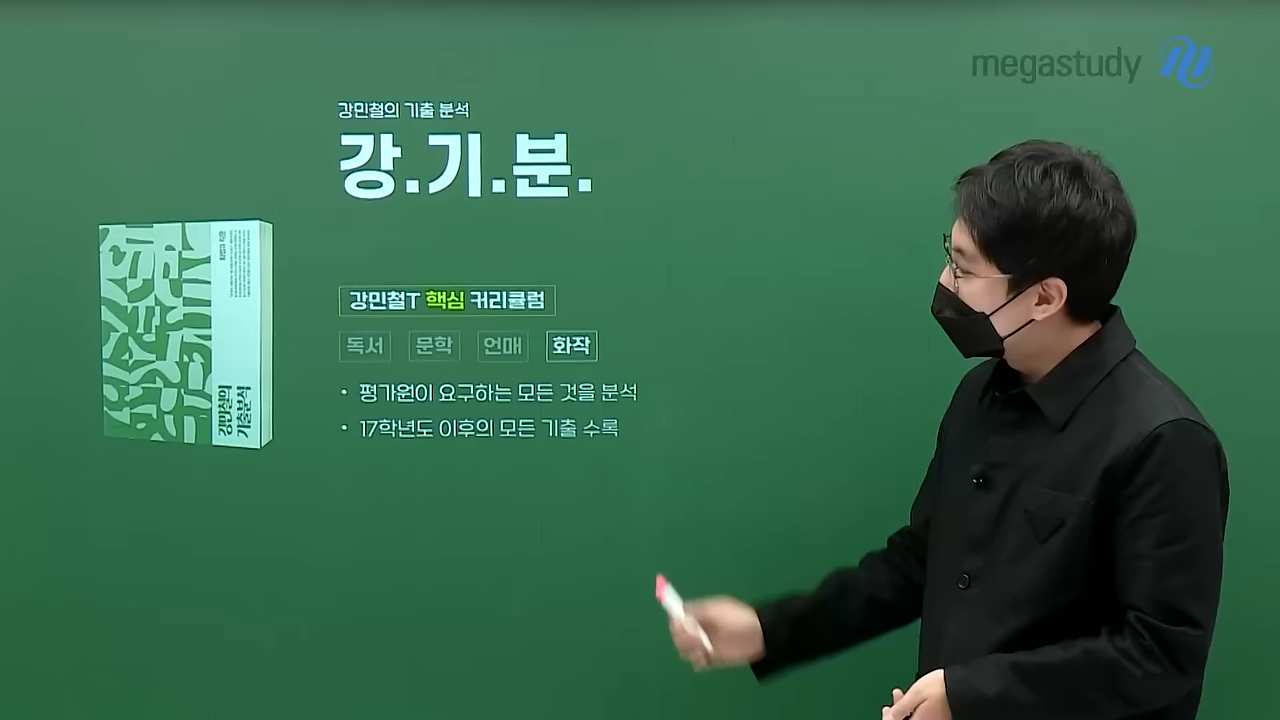 megastudy
강민철의 기출 분석
강.기.분.
강민철T 핵심 커리큘럼
독서 문학 언매 화작
• 평가원이 요구하는 모든 것을 분석
• 17학년도 이후의 모든 기출 수록
강민철의
기출분석